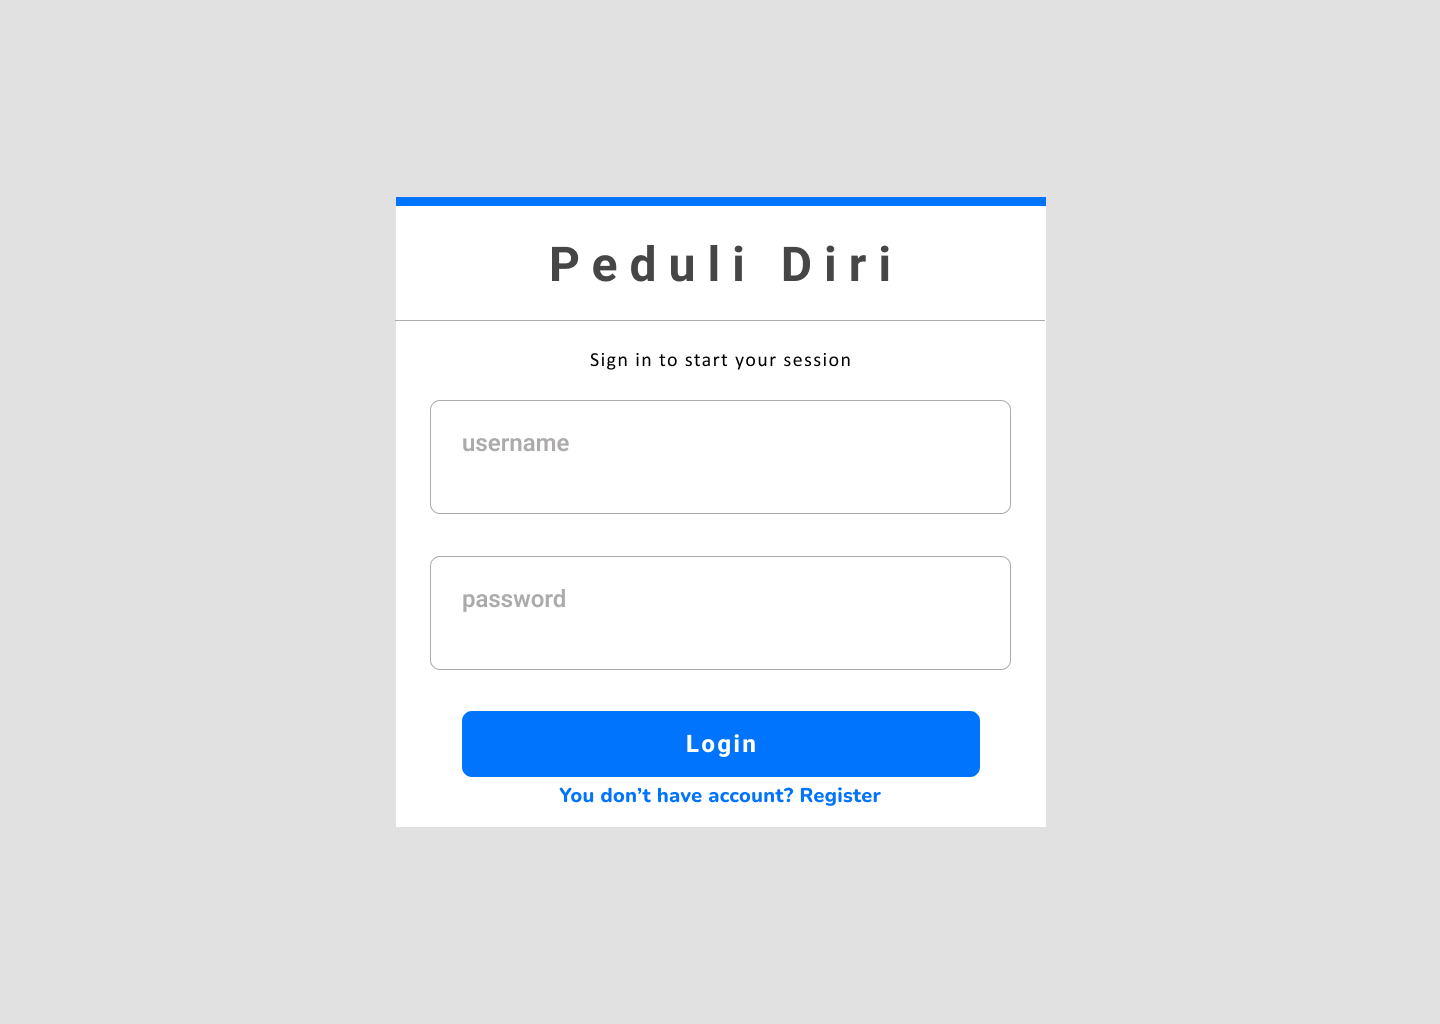 Peduli Diri
Sign in to start your session
username
password
Login
You don’t have account? Register